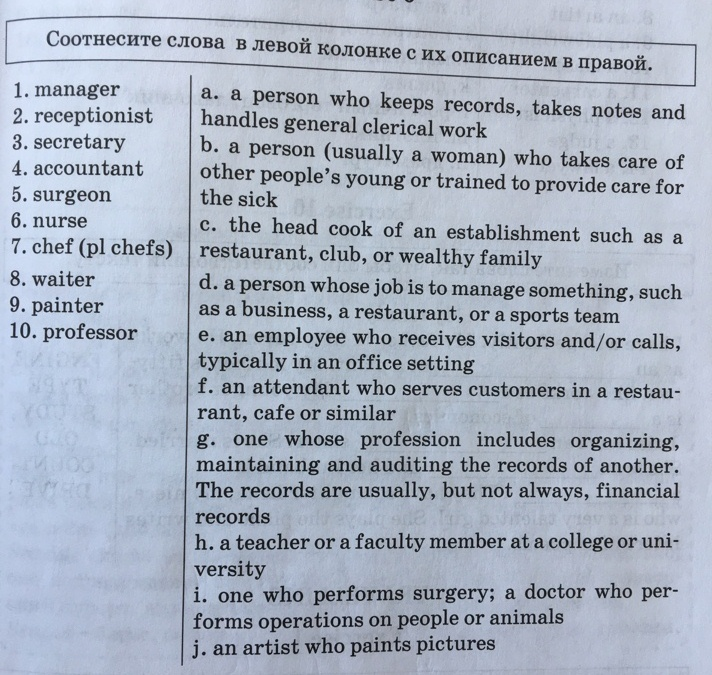 Соотнесите слова в левой колонке с их описанием в правой.
1. manager
2. receptionist
3. secretary
4. accountant
5. surgeon
6. nurse
7. chef (pl chefs)
8. waiter
9. painter
10. professor
a. a person who keeps records, takes notes and
handles general clerical work
b. a person (usually a woman) who takes care of
other people's young or trained to provide care for
the sick
c. the head cook of an establishment such as a
restaurant, club, or wealthy family
d. a person whose job is to manage something, such
as a business, a restaurant, or a sports team
e. an employee who receives visitors and/or calls,
typically in an office setting
f. an attendant who serves customers in a restau-
rant, cafe or similar
g. one whose profession includes organizing,
maintaining and auditing the records of another.
The records are usually, but not always, financial
records
h. a teacher or a faculty member at a college or uni-
versity
i. one who performs surgery; a doctor who per-
forms operations on people or animals
j. an artist who paints pictures